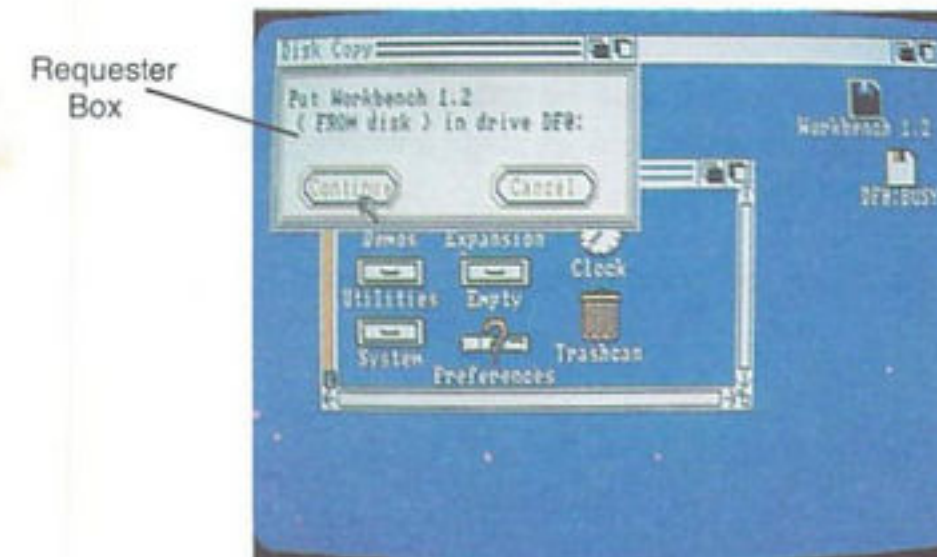 Requester
Box
Disk Copy
Put Workbench 1.2
( FROM disk ) in drive DF0:
Continue
Cancel
Workbench 1.2
DF0:BUSY
Demos
Expansion
Clock
Utilities
Empty
System
Preferences
Trashcan